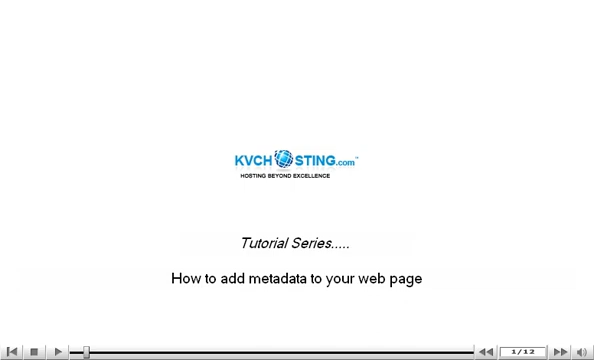 KVCHOSTING.com™
HOSTING BEYOND EXCELLENCE
Tutorial Series.....
How to add metadata to your web page
1/12